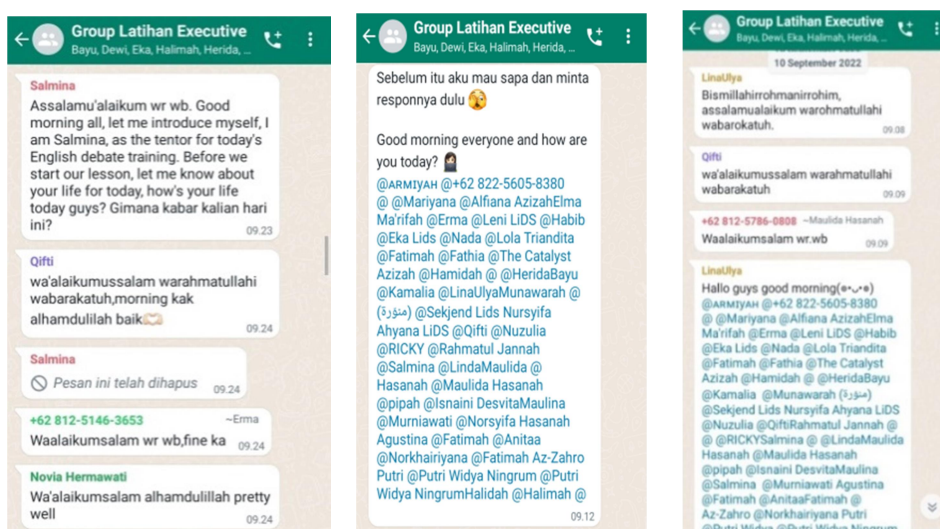 Group Latihan Executive
Bayu, Dewi, Eka, Halimah, Herida, ...
Salmina
Assalamu'alaikum wr wb. Good
morning all, let me introduce myself, I
am Salmina, as the tentor for today's
English debate training. Before we
start our lesson, let me know about
your life for today, how's your life
today guys? Gimana kabar kalian hari
ini?
09.23
Qifti
wa'alaikumussalam warahmatullahi
wabarakatuh,morning kak
alhamdulilah baik
09.24
Salmina
Pesan ini telah dihapus
09.24
+62 812-5146-3653 ~Erma
Waalaikumsalam wr wb,fine ka
09.24
Novia Hermawati
Wa'alaikumsalam alhamdulillah pretty
well
09.24
Group Latihan Executive
Bayu, Dewi, Eka, Halimah, Herida, ...
Sebelum itu aku mau sapa dan minta
responnya dulu
Good morning everyone and how are
you today?
@ᴀʀᴍɪʏᴀʜ @+62 822-5605-8380
@ @Mariyana @Alfiana AzizahElma
Ma'rifah @Erma @Leni LiDS @Habib
@Eka Lids @Nada @Lola Triandita
@Fatimah @Fathia @The Catalyst
Azizah @Hamidah @ @HeridaBayu
@Kamalia @LinaUlyaMunawarah @
(منورة) @Sekjend Lids Nursyifa
Ahyana LiDS @Qifti @Nuzulia
@RICKY @Rahmatul Jannah
@Salmina @LindaMaulida @
Hasanah @Maulida Hasanah
@pipah @Isnaini DesvitaMaulina
@Murniawati @Norsyifa Hasanah
Agustina @Fatimah @Anitaa
@Norkhairiyana @Fatimah Az-Zahro
Putri @Putri Widya Ningrum @Putri
Widya NingrumHalidah @Halimah @
09.12
Group Latihan Executive
Bayu, Dewi, Eka, Halimah, Herida, ...
10 September 2022
LinaUlya
Bismillahirrohmanirrohim,
assalamualaikum warohmatullahi
wabarokatuh.
09.08
Qifti
wa'alaikumussalam warahmatullahi
wabarakatuh
09.09
+62 812-5786-0808 ~Maulida Hasanah
Waalaikumsalam wr.wb
09.09
LinaUlya
Hallo guys good morning(๑•ᴗ•๑)
@ᴀʀᴍɪʏᴀʜ @+62 822-5605-8380
@ @Mariyana @Alfiana AzizahElma
Ma'rifah @Erma @Leni LiDS @Habib
@Eka Lids @Nada @Lola Triandita
@Fatimah @Fathia @The Catalyst
Azizah @Hamidah @ @HeridaBayu
@Kamalia @Munawarah (منورة)
@Sekjend Lids Nursyifa Ahyana LiDS
@Nuzulia @QiftiRahmatul Jannah @
@ @RICKYSalmina @ @LindaMaulida
Hasanah @Maulida Hasanah
@pipah @Isnaini DesvitaMaulina
@Salmina @Murniawati Agustina
@Fatimah @AnitaaFatimah @
Az-Zahro @Norkhairiyana Putri
@Putri Widya @Putri Widya Ningrum